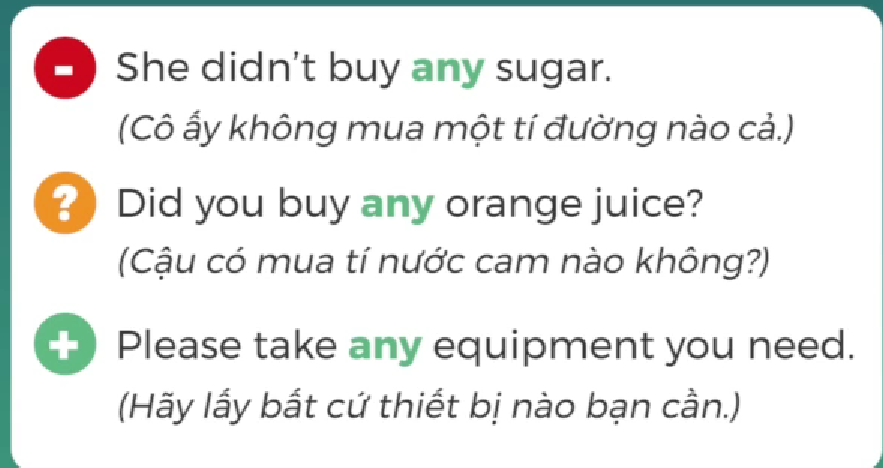 - She didn't buy any sugar.
(Cô ấy không mua một tí đường nào cả.)
? Did you buy any orange juice?
(Cậu có mua tí nước cam nào không?)
+ Please take any equipment you need.
(Hãy lấy bất cứ thiết bị nào bạn cần.)